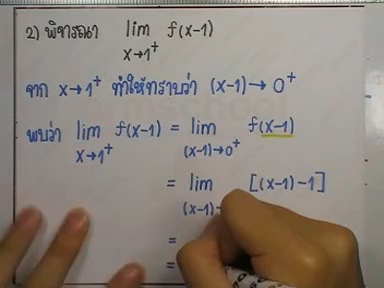 2) พิจารณา lim f(x-1)
x→1⁺
จาก x→1⁺ ทำให้ทราบว่า (x-1)→ 0⁺
พบว่า lim f(x-1) = lim f(x-1)
x→1⁺ (x-1)→0⁺
= lim [(x-1)-1]
(x-1)→
=
=